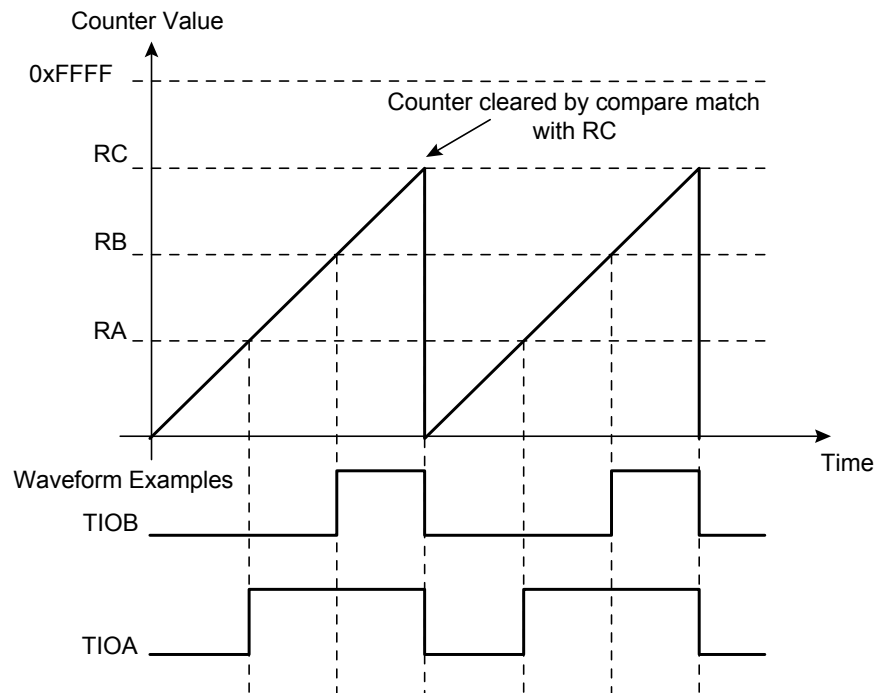 Counter Value
0xFFFF
Counter cleared by compare match
with RC
RC
RB
RA
Time
Waveform Examples
TIOB
TIOA